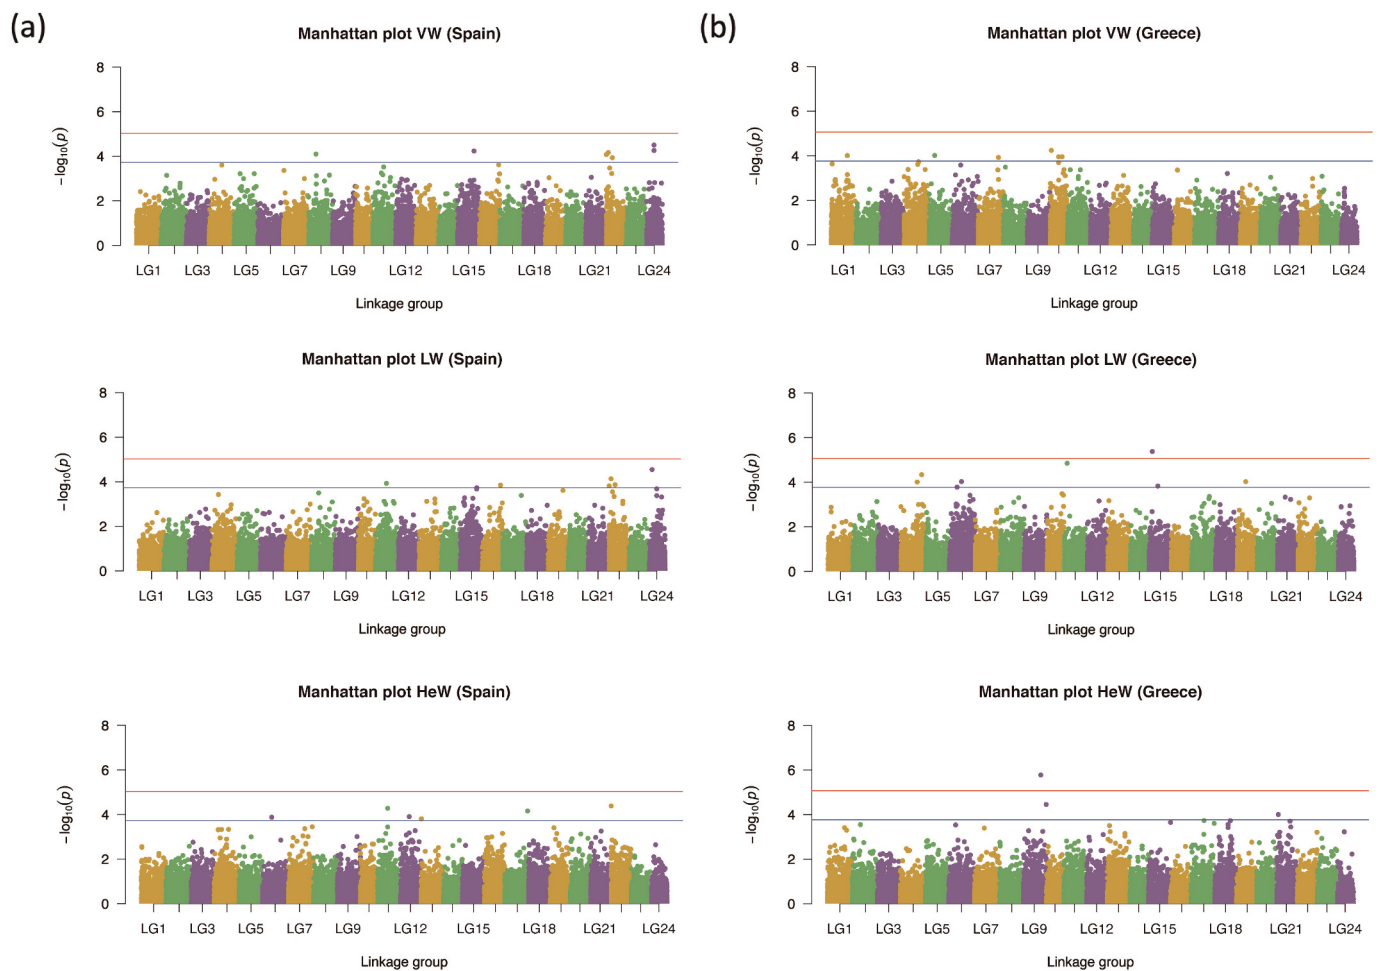 (a)
Manhattan plot VW (Spain)
8
6
4
2
0
−log₁₀(p)
LG1 LG3 LG5 LG7 LG9 LG12 LG15 LG18 LG21 LG24
Linkage group
Manhattan plot LW (Spain)
8
6
4
2
0
−log₁₀(p)
LG1 LG3 LG5 LG7 LG9 LG12 LG15 LG18 LG21 LG24
Linkage group
Manhattan plot HeW (Spain)
8
6
4
2
0
−log₁₀(p)
LG1 LG3 LG5 LG7 LG9 LG12 LG15 LG18 LG21 LG24
Linkage group
(b)
Manhattan plot VW (Greece)
8
6
4
2
0
−log₁₀(p)
LG1 LG3 LG5 LG7 LG9 LG12 LG15 LG18 LG21 LG24
Linkage group
Manhattan plot LW (Greece)
8
6
4
2
0
−log₁₀(p)
LG1 LG3 LG5 LG7 LG9 LG12 LG15 LG18 LG21 LG24
Linkage group
Manhattan plot HeW (Greece)
8
6
4
2
0
−log₁₀(p)
LG1 LG3 LG5 LG7 LG9 LG12 LG15 LG18 LG21 LG24
Linkage group